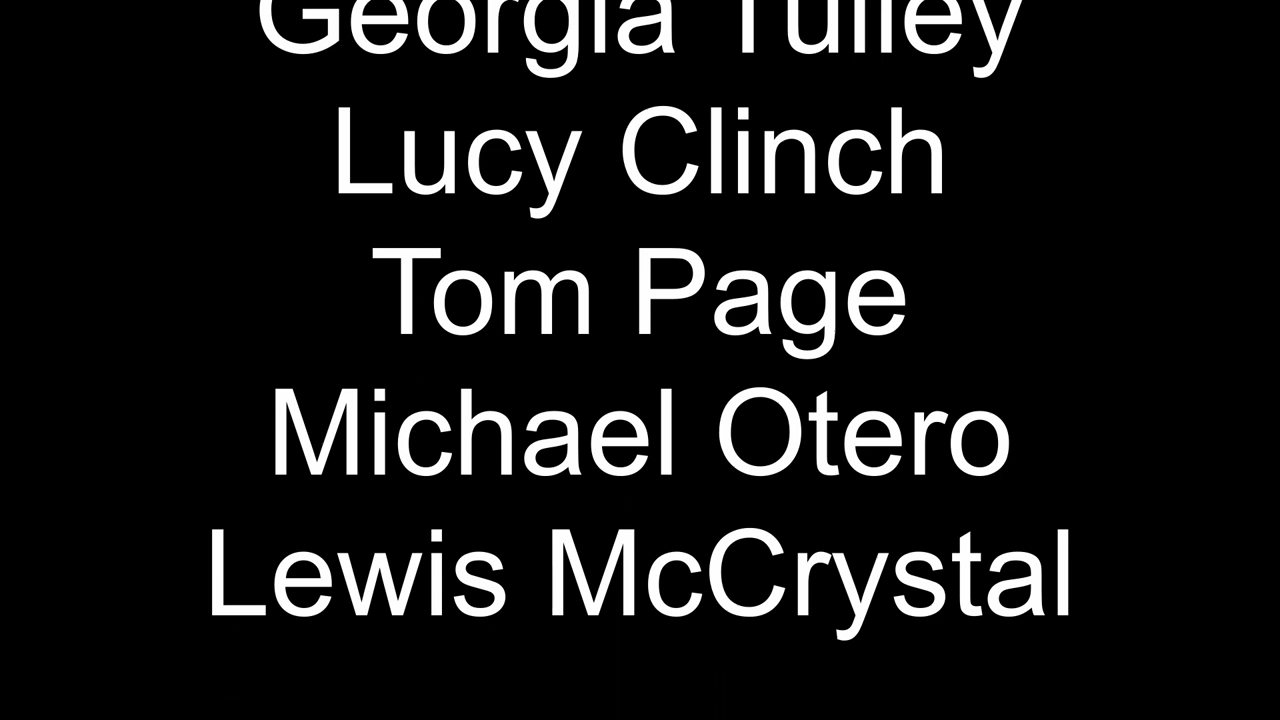 Georgia Tulley
Lucy Clinch
Tom Page
Michael Otero
Lewis McCrystal